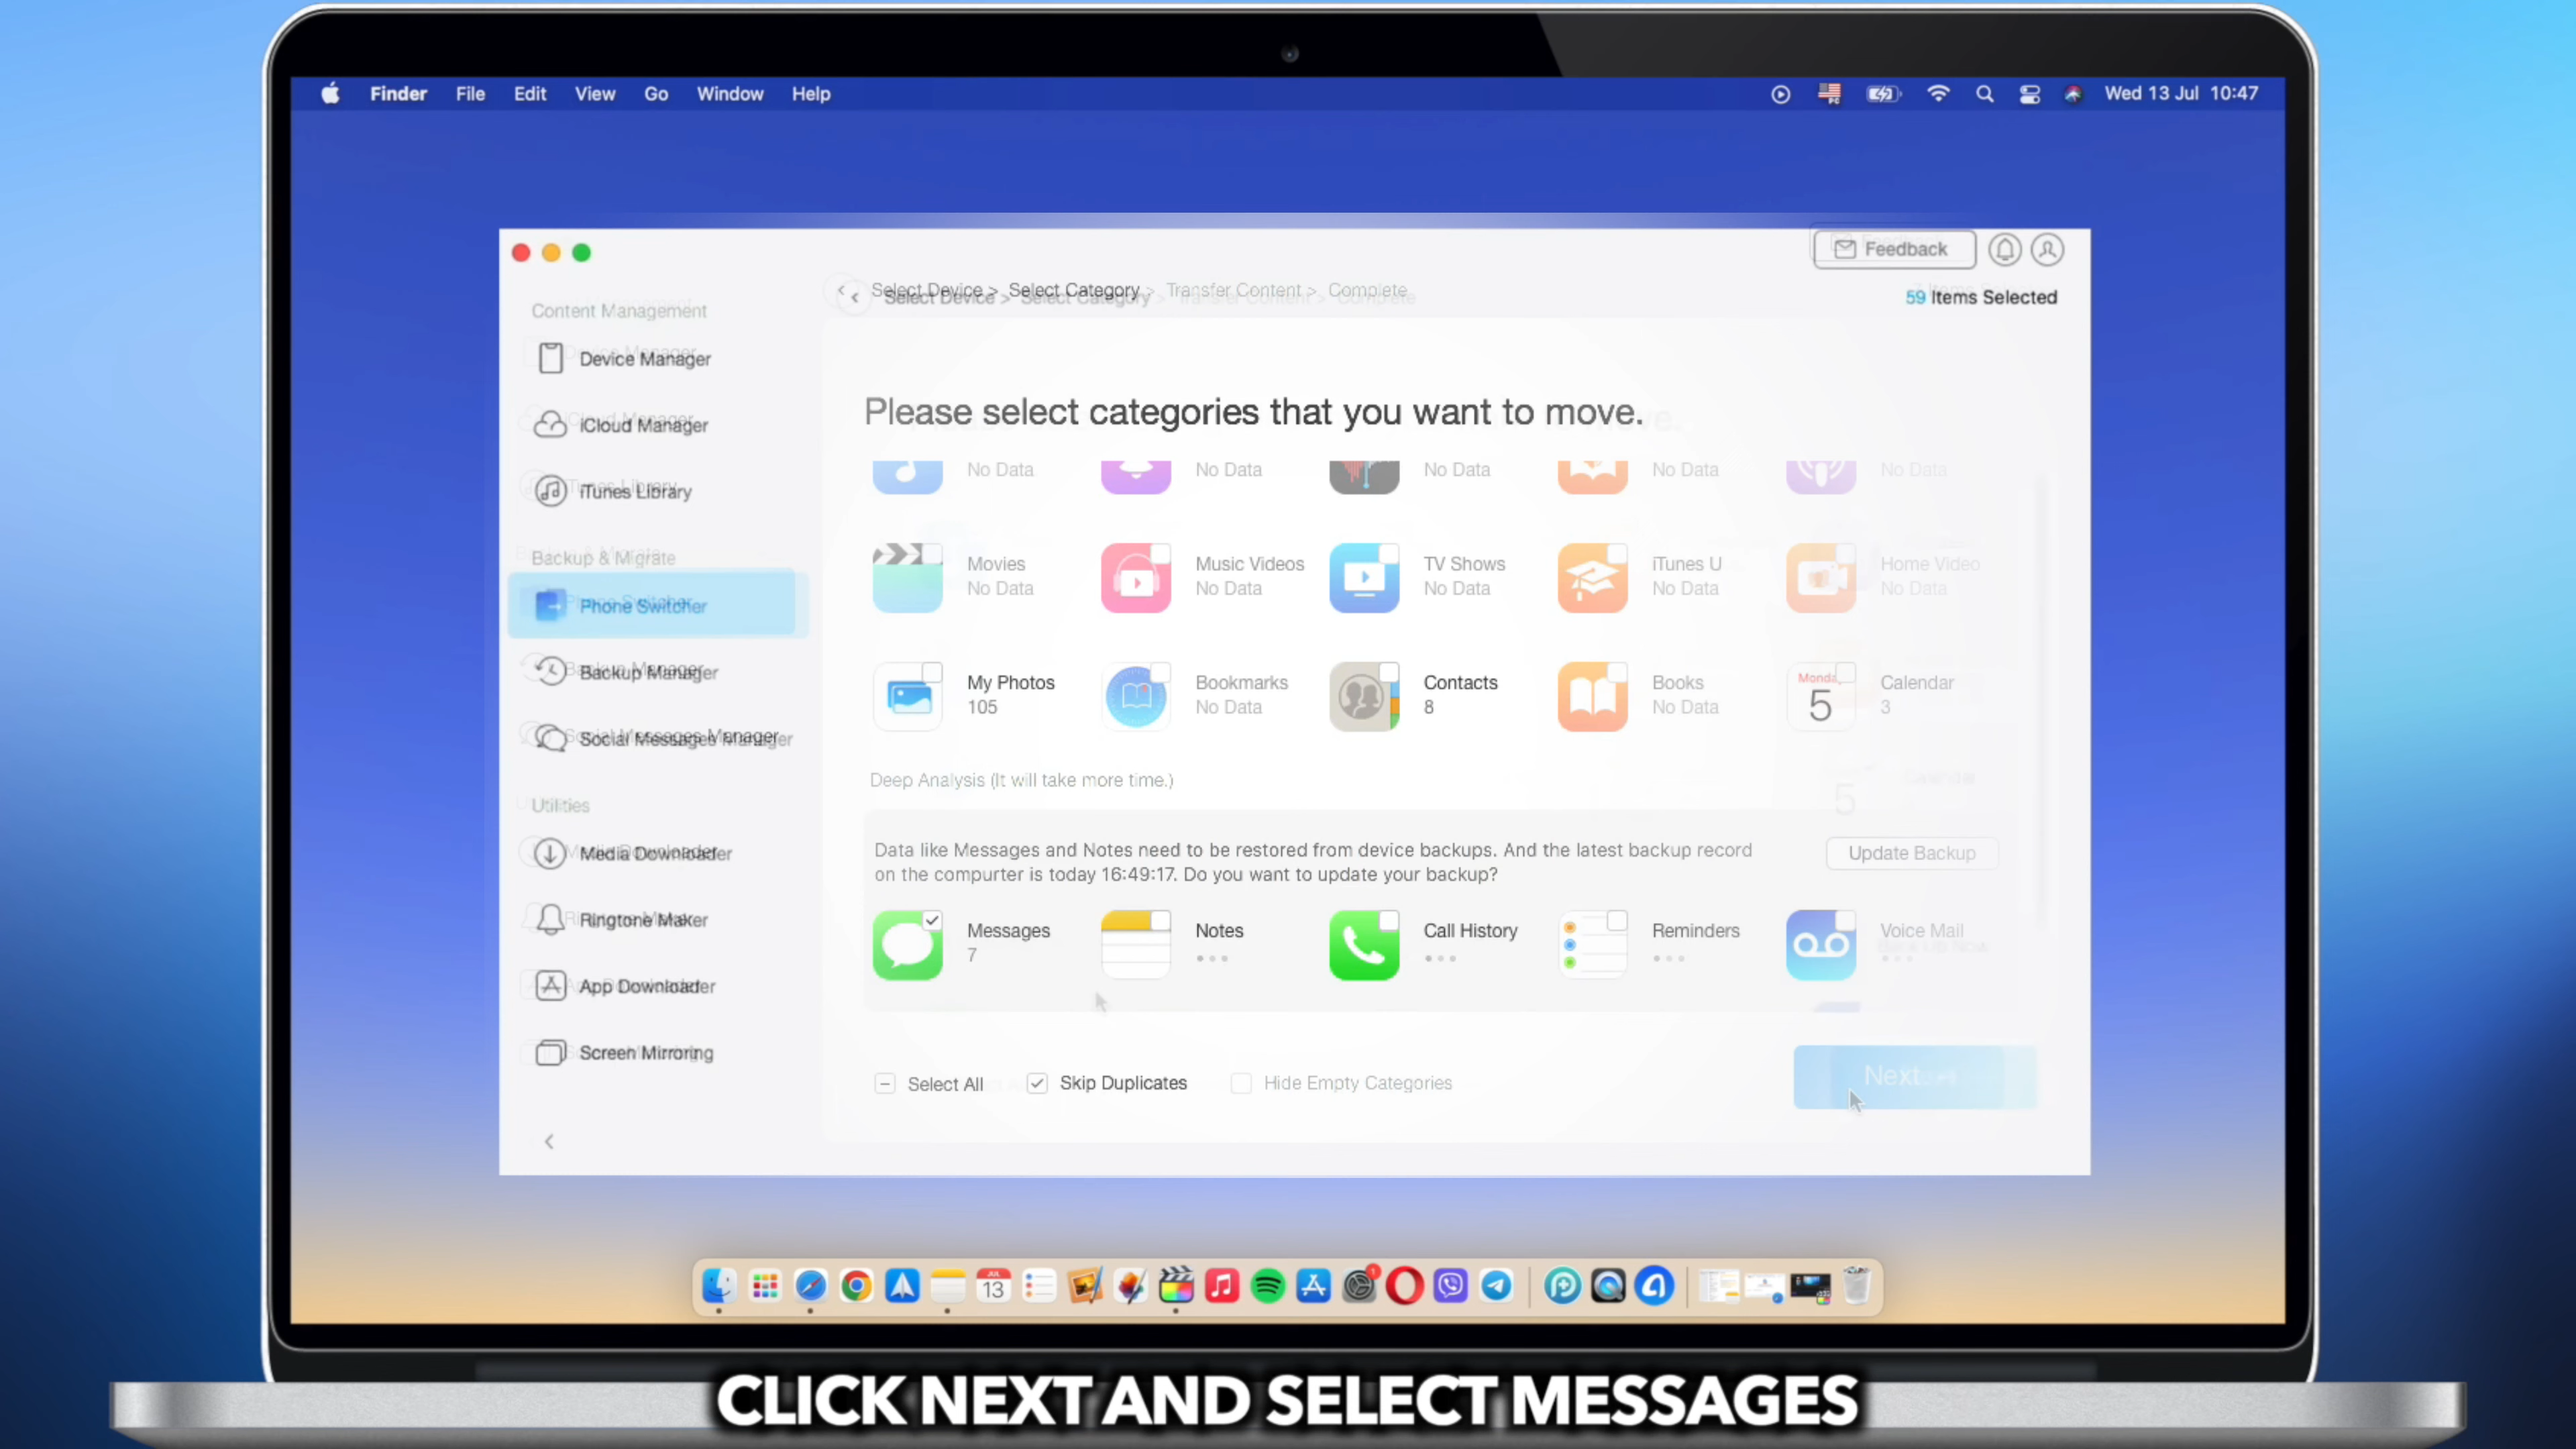 Finder File Edit View Go Window Help
Wed 13 Jul 10:47
Feedback
Select Device > Select Category > Transfer Content > Complete
59 Items Selected
Content Management
Device Manager
iCloud Manager
iTunes Library
Backup & Migrate
Phone Switcher
Backup Manager
Social Messages Manager
Utilities
Media Downloader
Ringtone Maker
App Downloader
Screen Mirroring
Please select categories that you want to move.
No Data No Data No Data No Data No Data
Movies Music Videos TV Shows iTunes U Home Video
No Data No Data No Data No Data No Data
My Photos Bookmarks Contacts Books Calendar
105 No Data 8 No Data 3
Monday
5
Deep Analysis (It will take more time.)
Data like Messages and Notes need to be restored from device backups. And the latest backup record
on the compurter is today 16:49:17. Do you want to update your backup?
Update Backup
Messages Notes Call History Reminders Voice Mail
7 ... ... ... ...
Select All Skip Duplicates Hide Empty Categories
Next
JUL
13
1
CLICK NEXT AND SELECT MESSAGES